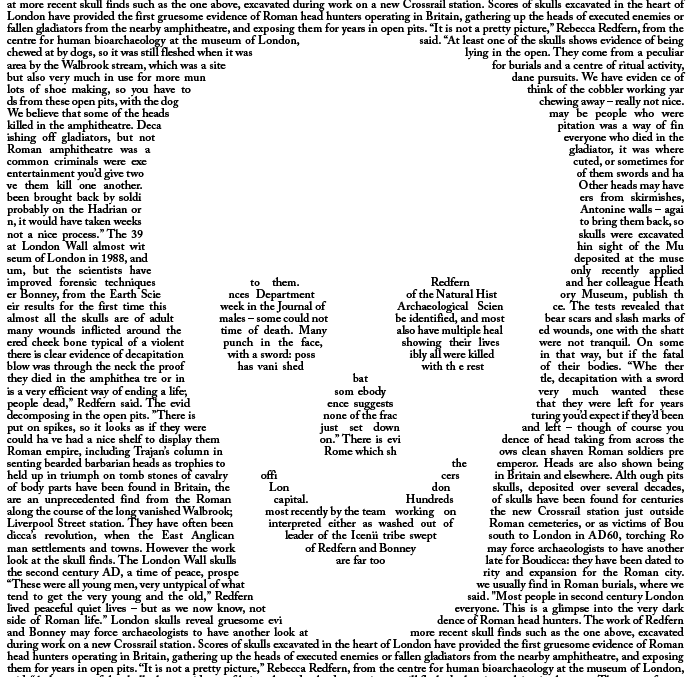 at more recent skull finds such as the one above, excavated during work on a new Crossrail station. Scores of skulls excavated in the heart of
London have provided the first gruesome evidence of Roman head hunters operating in Britain, gathering up the heads of executed enemies or
fallen gladiators from the nearby amphitheatre, and exposing them for years in open pits. “It is not a pretty picture,” Rebecca Redfern, from the
centre for human bioarchaeology at the museum of London, said. “At least one of the skulls shows evidence of being
chewed at by dogs, so it was still fleshed when it was lying in the open. They come from a peculiar
area by the Walbrook stream, which was a site for burials and a centre of ritual activity,
but also very much in use for more mun dane pursuits. We have eviden ce of
lots of shoe making, so you have to think of the cobbler working yar
ds from these open pits, with the dog chewing away – really not nice.
We believe that some of the heads may be people who were
killed in the amphitheatre. Deca pitation was a way of fin
ishing off gladiators, but not everyone who died in the
Roman amphitheatre was a gladiator, it was where
common criminals were exe cuted, or sometimes for
entertainment you’d give two of them swords and ha
ve them kill one another. Other heads may have
been brought back by soldi ers from skirmishes,
probably on the Hadrian or Antonine walls – agai
n, it would have taken weeks to bring them back, so
not a nice process.” The 39 skulls were excavated
at London Wall almost wit hin sight of the Mu
seum of London in 1988, and deposited at the muse
um, but the scientists have only recently applied
improved forensic techniques to them. Redfern and her colleague Heath
er Bonney, from the Earth Scie nces Department of the Natural Hist ory Museum, publish th
eir results for the first time this week in the Journal of Archaeological Scien ce. The tests revealed that
almost all the skulls are of adult males – some could not be identified, and most bear scars and slash marks of
many wounds inflicted around the time of death. Many also have multiple heal ed wounds, one with the shatt
ered cheek bone typical of a violent punch in the face, showing their lives were not tranquil. On some
there is clear evidence of decapitation with a sword: poss ibly all were killed in that way, but if the fatal
blow was through the neck the proof has vani shed with th e rest of their bodies. “Whe ther
they died in the amphithea tre or in bat tle, decapitation with a sword
is a very efficient way of ending a life; som ebody very much wanted these
people dead,” Redfern said. The evid ence suggests that they were left for years
decomposing in the open pits. ”There is none of the frac turing you’d expect if they’d been
put on spikes, so it looks as if they were just set down and left – though of course you
could ha ve had a nice shelf to display them on.” There is evi dence of head taking from across the
Roman empire, including Trajan’s column in Rome which sh ows clean shaven Roman soldiers pre
senting bearded barbarian heads as trophies to the emperor. Heads are also shown being
held up in triumph on tomb stones of cavalry offi cers in Britain and elsewhere. Alth ough pits
of body parts have been found in Britain, the Lon don skulls, deposited over several decades,
are an unprecedented find from the Roman capital. Hundreds of skulls have been found for centuries
along the course of the long vanished Walbrook; most recently by the team working on the new Crossrail station just outside
Liverpool Street station. They have often been interpreted either as washed out of Roman cemeteries, or as victims of Bou
dicca’s revolution, when the East Anglican leader of the Icenii tribe swept south to London in AD60, torching Ro
man settlements and towns. However the work of Redfern and Bonney may force archaeologists to have another
look at the skull finds. The London Wall skulls are far too late for Boudicca: they date to
the second century AD, a time of peace, prospe rity and expansion for the Roman city.
“These were all young men, very untypical of what we usually find in Roman burials, where we
tend to get the very young and the old,” Redfern said. "Most people in second century London
lived peaceful quiet lives – but as we now know, not everyone. This is a glimpse into the very dark
side of Roman life.” London skulls reveal gruesome evi dence of Roman head hunters. The work of Redfern
and Bonney may force archaeologists to have another look at more recent skull finds such as the one above, excavated
during work on a new Crossrail station. Scores of skulls excavated in the heart of London have provided the first gruesome evidence of Roman
head hunters operating in Britain, gathering up the heads of executed enemies or fallen gladiators from the nearby amphitheatre, and exposing
them for years in open pits. “It is not a pretty picture,” Rebecca Redfern, from the centre for human bioarchaeology at the museum of London,